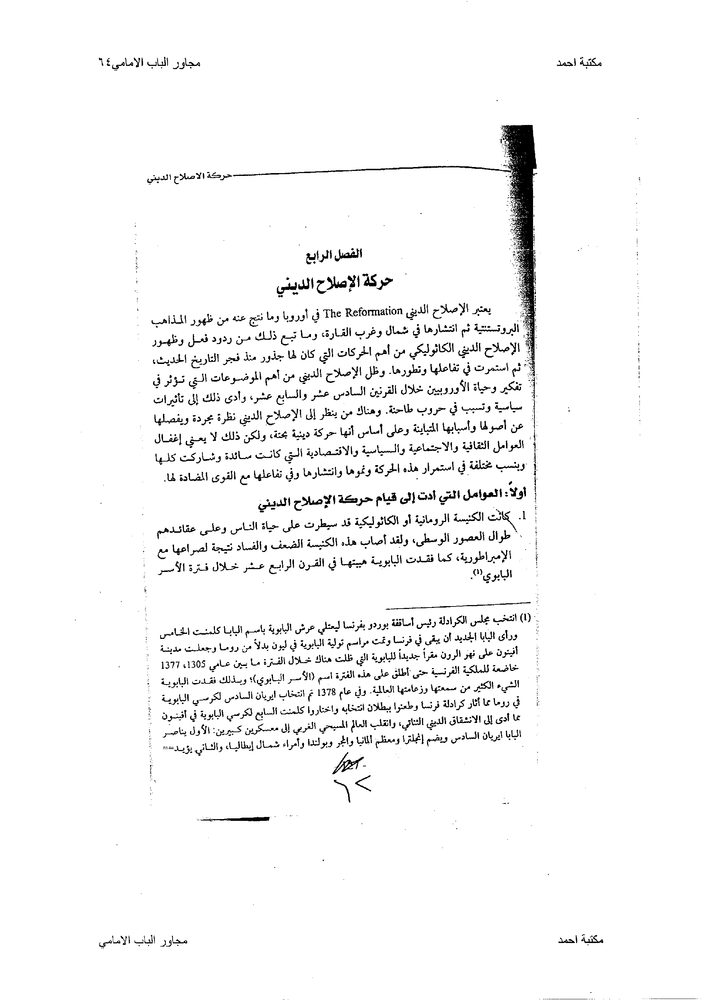 مكتبة احمد
مجاور الباب الامامي٦٤
حركة الاصلاح الديني
الفصل الرابع
حركة الإصلاح الديني
يعتبر الإصلاح الديني The Reformation في أوروبا وما نتج عنه من ظهور المذاهب
البروتستنتية ثم انتشارها في شمال وغرب القارة، وما تبع ذلك من ردود فعل وظهور
الإصلاح الديني الكاثوليكي من أهم الحركات التي كان لها جذور منذ فجر التاريخ الحديث،
ثم استمرت في تفاعلها وتطورها. وظل الإصلاح الديني من أهم الموضوعات التي تؤثر في
تفكير وحياة الأوروبيين خلال القرنين السادس عشر والسابع عشر، وأدى ذلك إلى تأثيرات
سياسية وتسبب في حروب طاحنة. وهناك من ينظر إلى الإصلاح الديني نظرة مجردة ويفصلها
عن أصولها وأسبابها المتباينة وعلى أساس أنها حركة دينية بحتة، ولكن ذلك لا يعني إغفال
العوامل الثقافية والاجتماعية والسياسية والاقتصادية التي كانت سائدة وشاركت كلها
وبنسب مختلفة في استمرار هذه الحركة ونموها وانتشارها وفي تفاعلها مع القوى المضادة لها.
أولاً: العوامل التي أدت إلى قيام حركة الإصلاح الديني
1. كانت الكنيسة الرومانية أو الكاثوليكية قد سيطرت على حياة الناس وعلى عقائدهم
طوال العصور الوسطى، ولقد أصاب هذه الكنيسة الضعف والفساد نتيجة لصراعها مع
الإمبراطورية، كما فقدت البابوية هيبتها في القرن الرابع عشر خلال فترة الأسر
البابوي(1).
(1) انتخب مجلس الكرادلة رئيس أساقفة بوردو بفرنسا ليعتلي عرش البابوية باسم البابا كلمنت الخامس
ورأى البابا الجديد أن يبقى في فرنسا وتمت مراسم تولية البابوية في ليون بدلاً من روما وجعلت مدينة
أفينون على نهر الرون مقراً جديداً للبابوية التي ظلت هناك خلال الفترة ما بين عامي 1305، 1377
خاضعة للملكية الفرنسية حتى أطلق على هذه الفترة اسم (الأسر البابوي)؛ وبذلك فقدت البابوية
الشيء الكثير من سمعتها وزعامتها العالمية. وفي عام 1378 تم انتخاب ايربان السادس لكرسي البابوية
في روما مما أثار كرادلة فرنسا وطعنوا ببطلان انتخابه واختاروا كلمنت السابع لكرسي البابوية في أفينون
مما أدى إلى الانشقاق الديني الثنائي، وانقلب العالم المسيحي الغربي إلى معسكرين كبيرين: الأول يناصر
البابا ايربان السادس ويضم إنجلترا ومعظم ألمانيا والمجر وبولندا وأمراء شمال إيطاليا، والثاني يؤيد==
مكتبة احمد
مجاور الباب الامامي